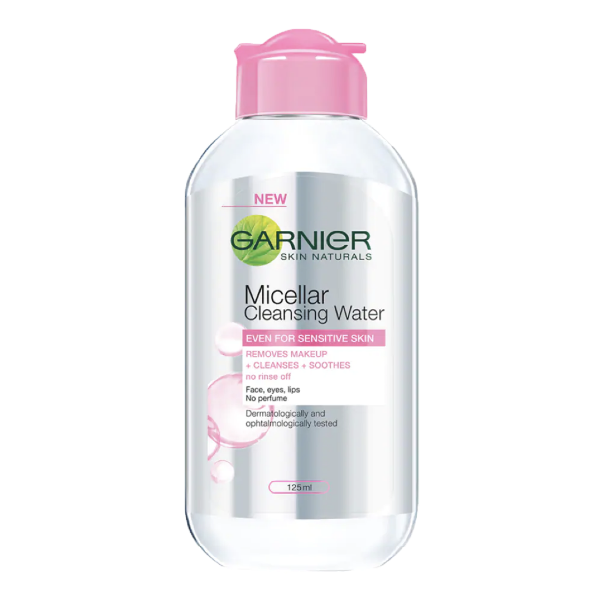 NEW
GARNIER
SKIN NATURALS
Micellar
Cleansing Water
EVEN FOR SENSITIVE SKIN
REMOVES MAKEUP
+ CLEANSES + SOOTHES
no rinse off
Face, eyes, lips
No perfume
Dermatologically and
ophtalmologically tested
125ml